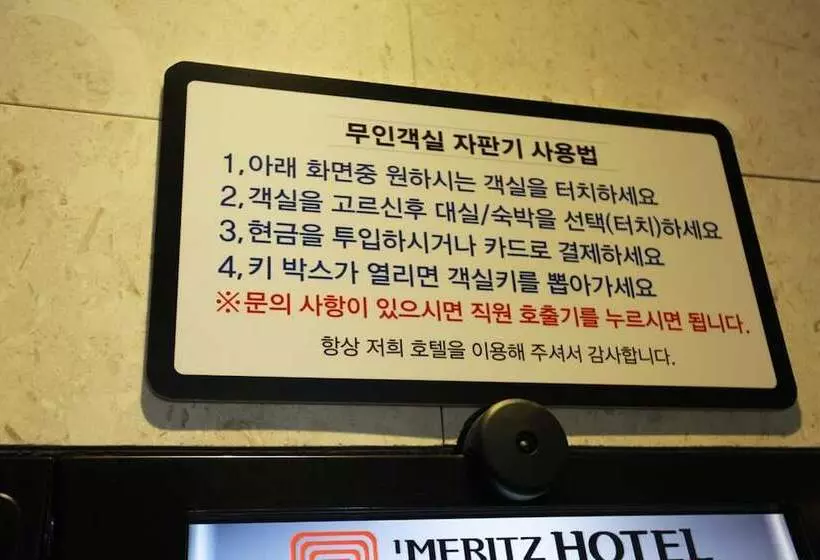 무인객실 자판기 사용법
1,아래 화면중 원하시는 객실을 터치하세요
2,객실을 고르신후 대실/숙박을 선택(터치)하세요
3,현금을 투입하시거나 카드로 결제하세요
4,키 박스가 열리면 객실키를 뽑아가세요
※문의 사항이 있으시면 직원 호출기를 누르시면 됩니다.
항상 저희 호텔을 이용해 주셔서 감사합니다.
'MERITZ HOTEL